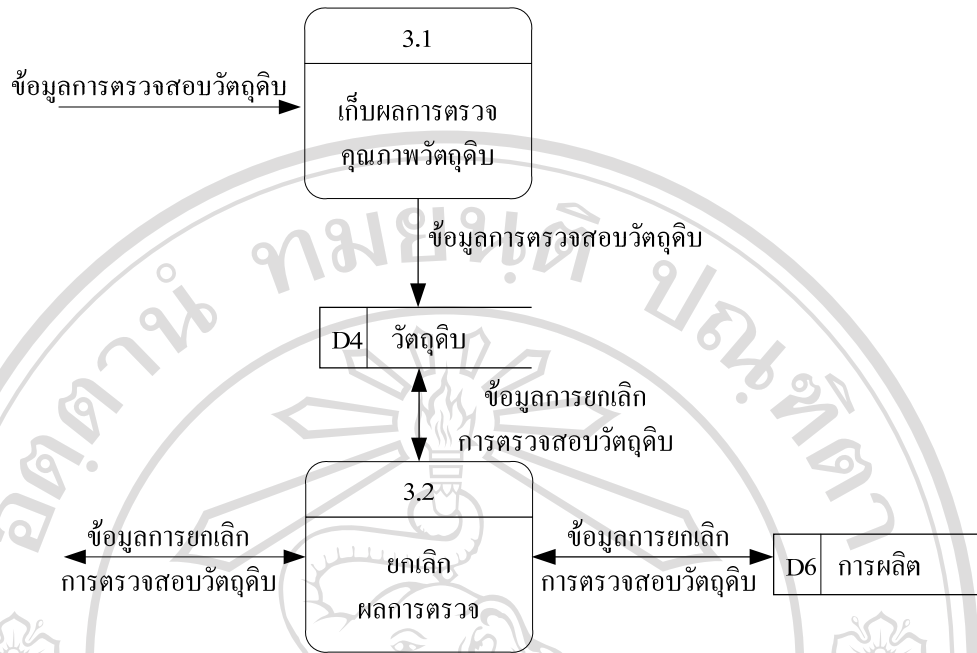 3.1
ข้อมูลการตรวจสอบวัตถุดิบ
เก็บผลการตรวจ
คุณภาพวัตถุดิบ
ข้อมูลการตรวจสอบวัตถุดิบ
D4 วัตถุดิบ
ข้อมูลการยกเลิก
การตรวจสอบวัตถุดิบ
3.2
ข้อมูลการยกเลิก
การตรวจสอบวัตถุดิบ
ยกเลิก
ผลการตรวจ
ข้อมูลการยกเลิก
การตรวจสอบวัตถุดิบ
D6 การผลิต